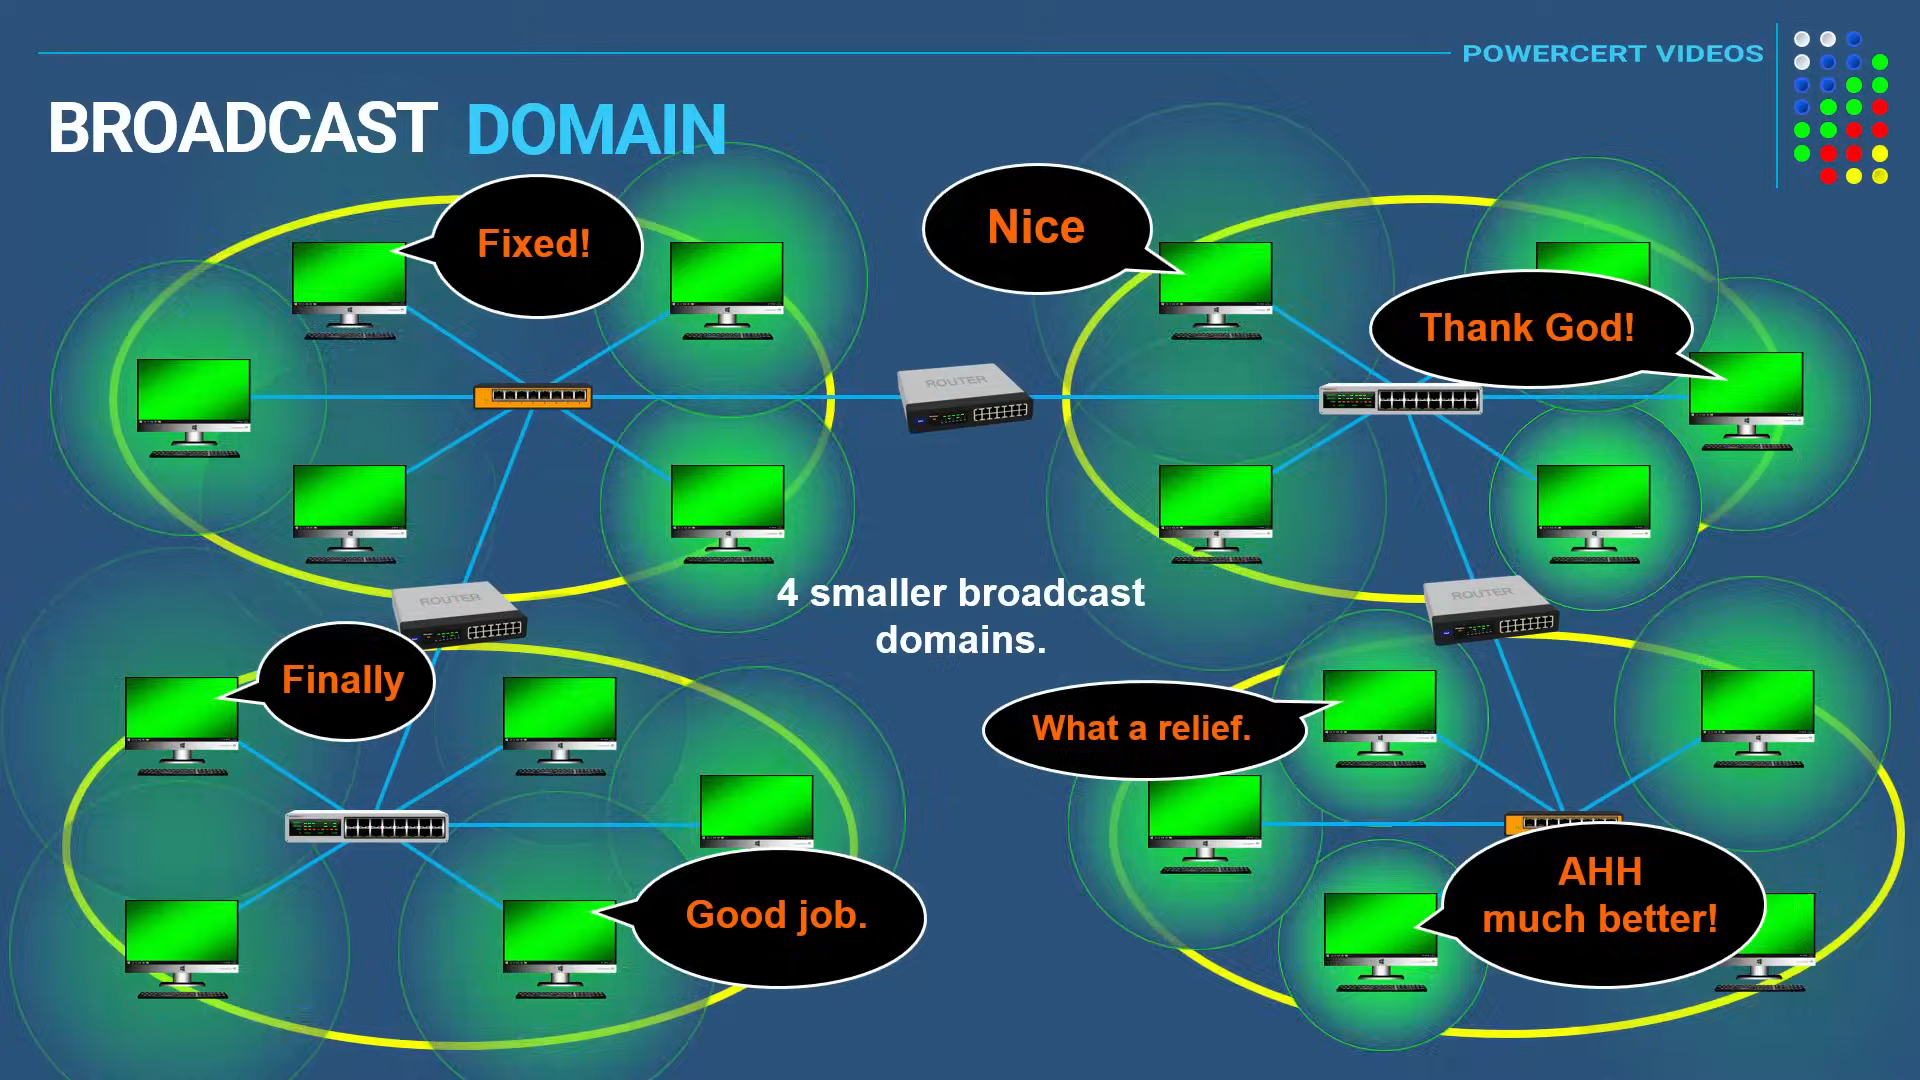 POWERCERT VIDEOS
BROADCAST DOMAIN
Fixed!
Nice
Thank God!
ROUTER
ROUTER
ROUTER
4 smaller broadcast
domains.
Finally
What a relief.
Good job.
AHH
much better!